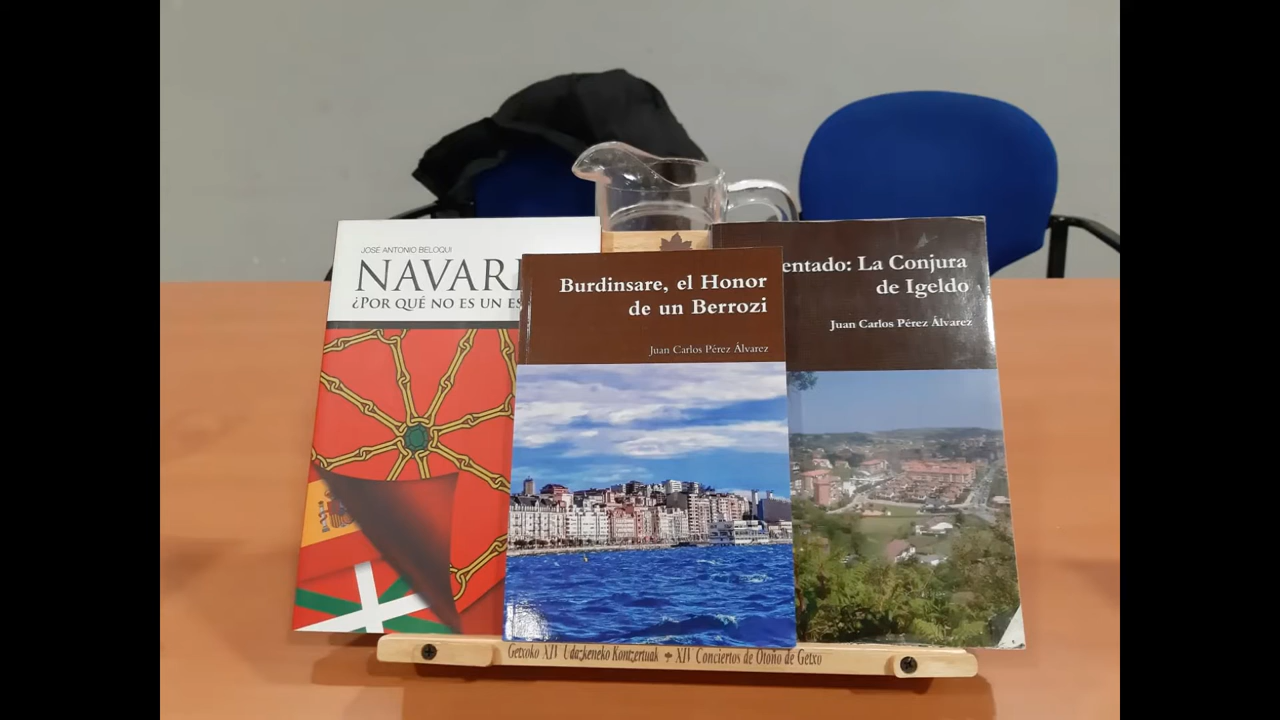 JOSE ANTONIO BELOQUI
NAVAR
¿POR QUÉ NO ES UN ES
Burdinsare, el Honor
de un Berrozi
Juan Carlos Pérez Álvarez
entado: La Conjura
de Igeldo
Juan Carlos Pérez Álvarez
Getxoko XIV Udazkeneko Kontzertuak XIV Conciertos de Otoño de Getxo